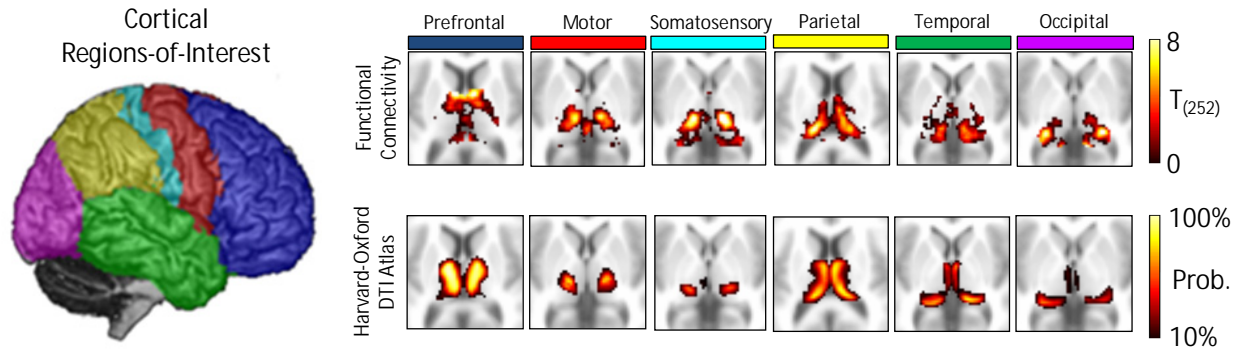 Cortical
Regions-of-Interest
Prefrontal Motor Somatosensory Parietal Temporal Occipital
Functional
Connectivity
8
T(252)
0
Harvard-Oxford
DTI Atlas
100%
Prob.
10%